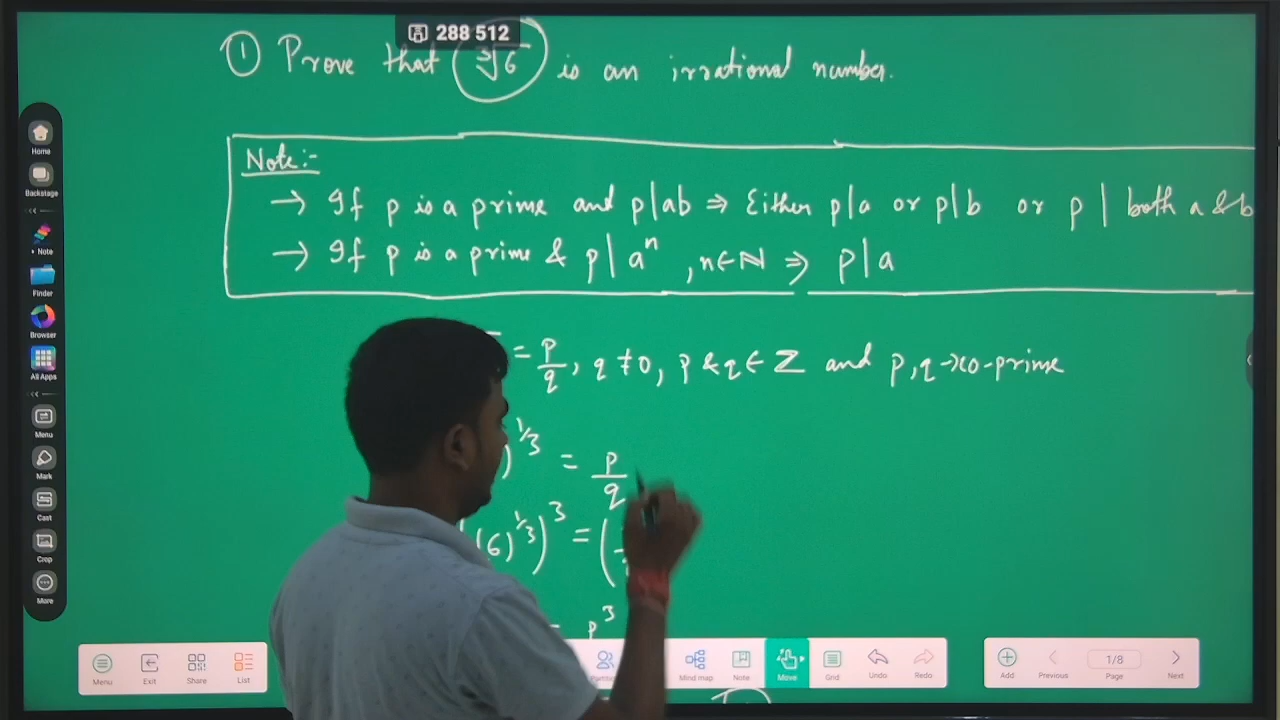 288 512
① Prove that ∛6 is an irrational number.
Note:-
→ If p is a prime and p|ab ⇒ Either p|a or p|b or p | both a & b
→ If p is a prime & p|aⁿ , n∈ℕ ⇒ p|a
= p/q, q ≠ 0, p & q ∈ Z and p, q → co-prime
)^1/3 = p/q
(6)^1/3)^3 = (
p^3
Home
Backstage
Note
Finder
Browser
All Apps
Menu
Mark
Cast
Crop
More
Menu
Exit
Share
List
Mind map
Note
Move
Grid
Undo
Redo
Add
Previous
1/8
Page
Next